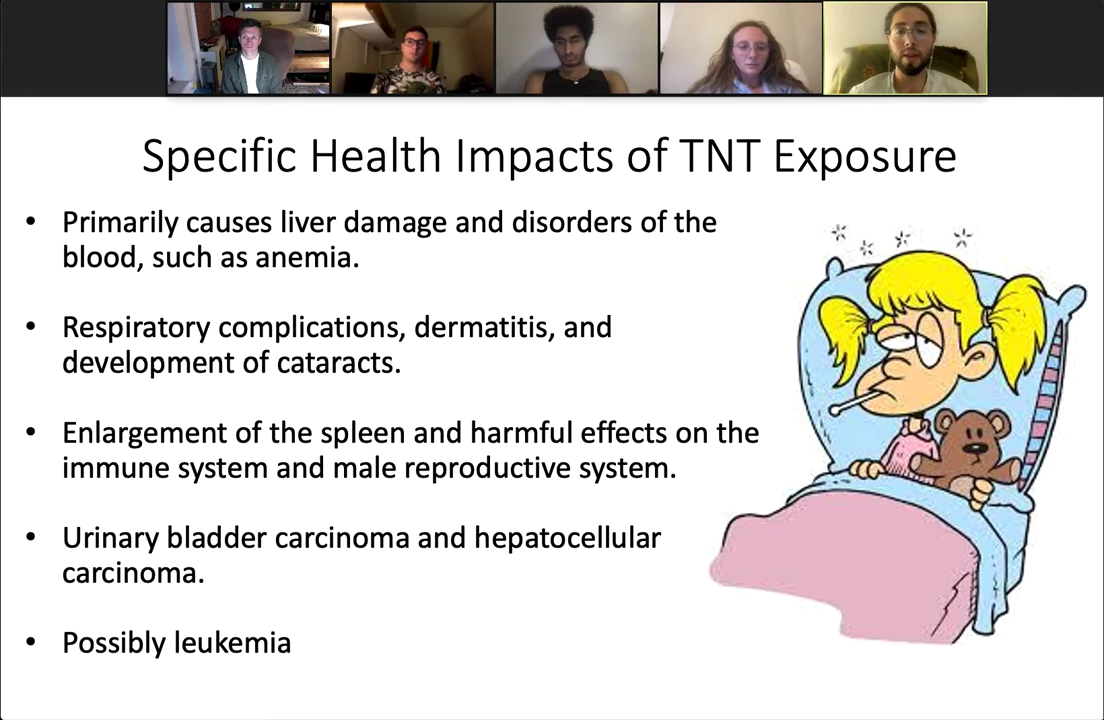 Specific Health Impacts of TNT Exposure
• Primarily causes liver damage and disorders of the
blood, such as anemia.
• Respiratory complications, dermatitis, and
development of cataracts.
• Enlargement of the spleen and harmful effects on the
immune system and male reproductive system.
• Urinary bladder carcinoma and hepatocellular
carcinoma.
• Possibly leukemia